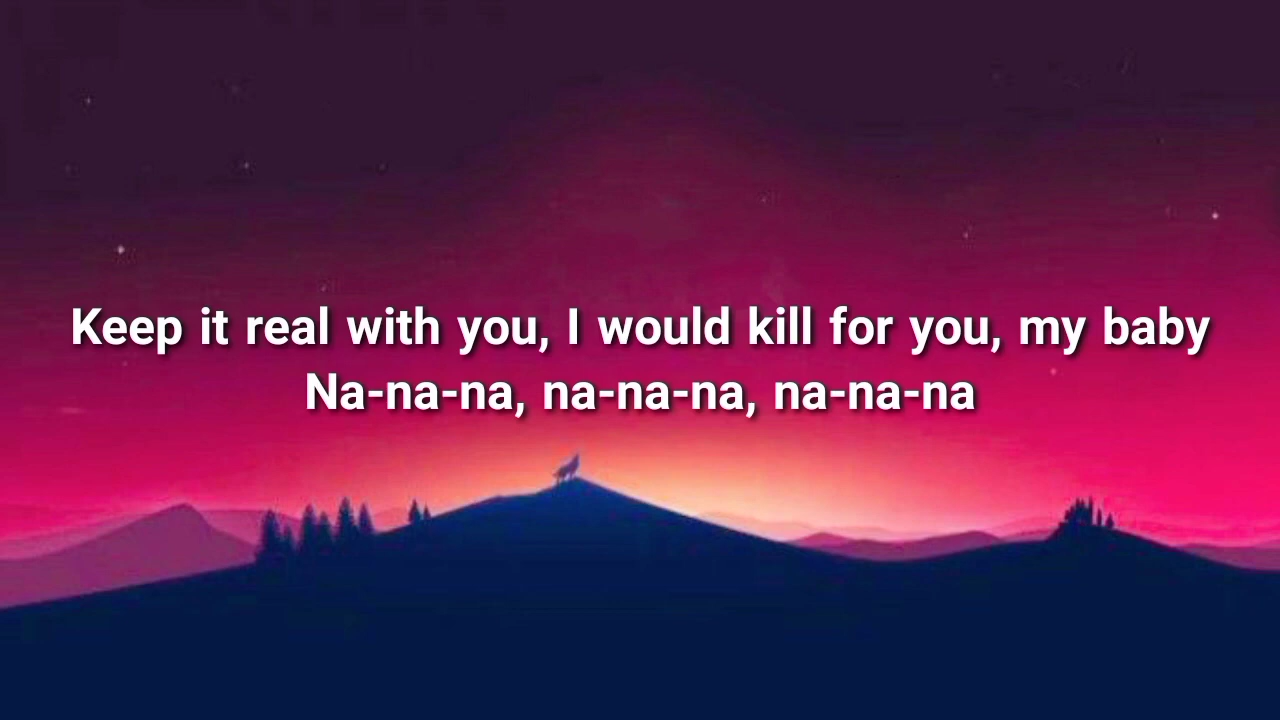 Keep it real with you, I would kill for you, my baby
Na-na-na, na-na-na, na-na-na